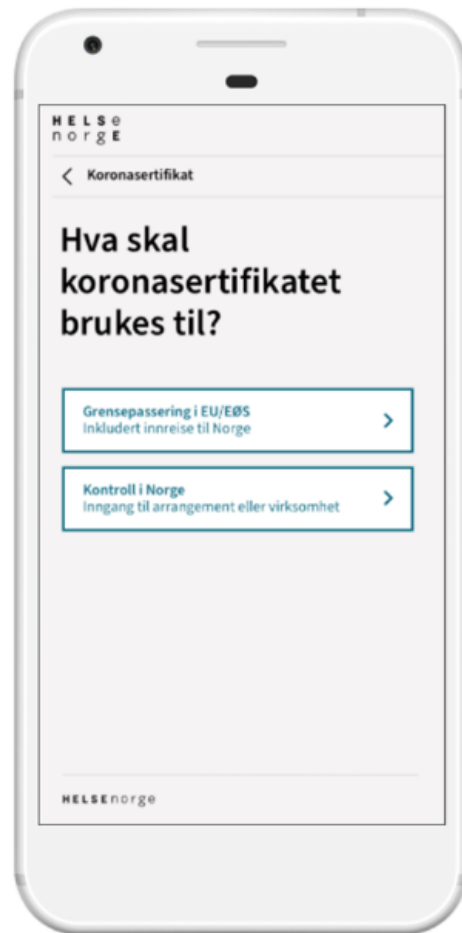 HELSe
norgE
Koronasertifikat
Hva skal
koronasertifikatet
brukes til?
Grensepassering i EU/EØS
Inkludert innreise til Norge
Kontroll i Norge
Inngang til arrangement eller virksomhet
HELSEnorge